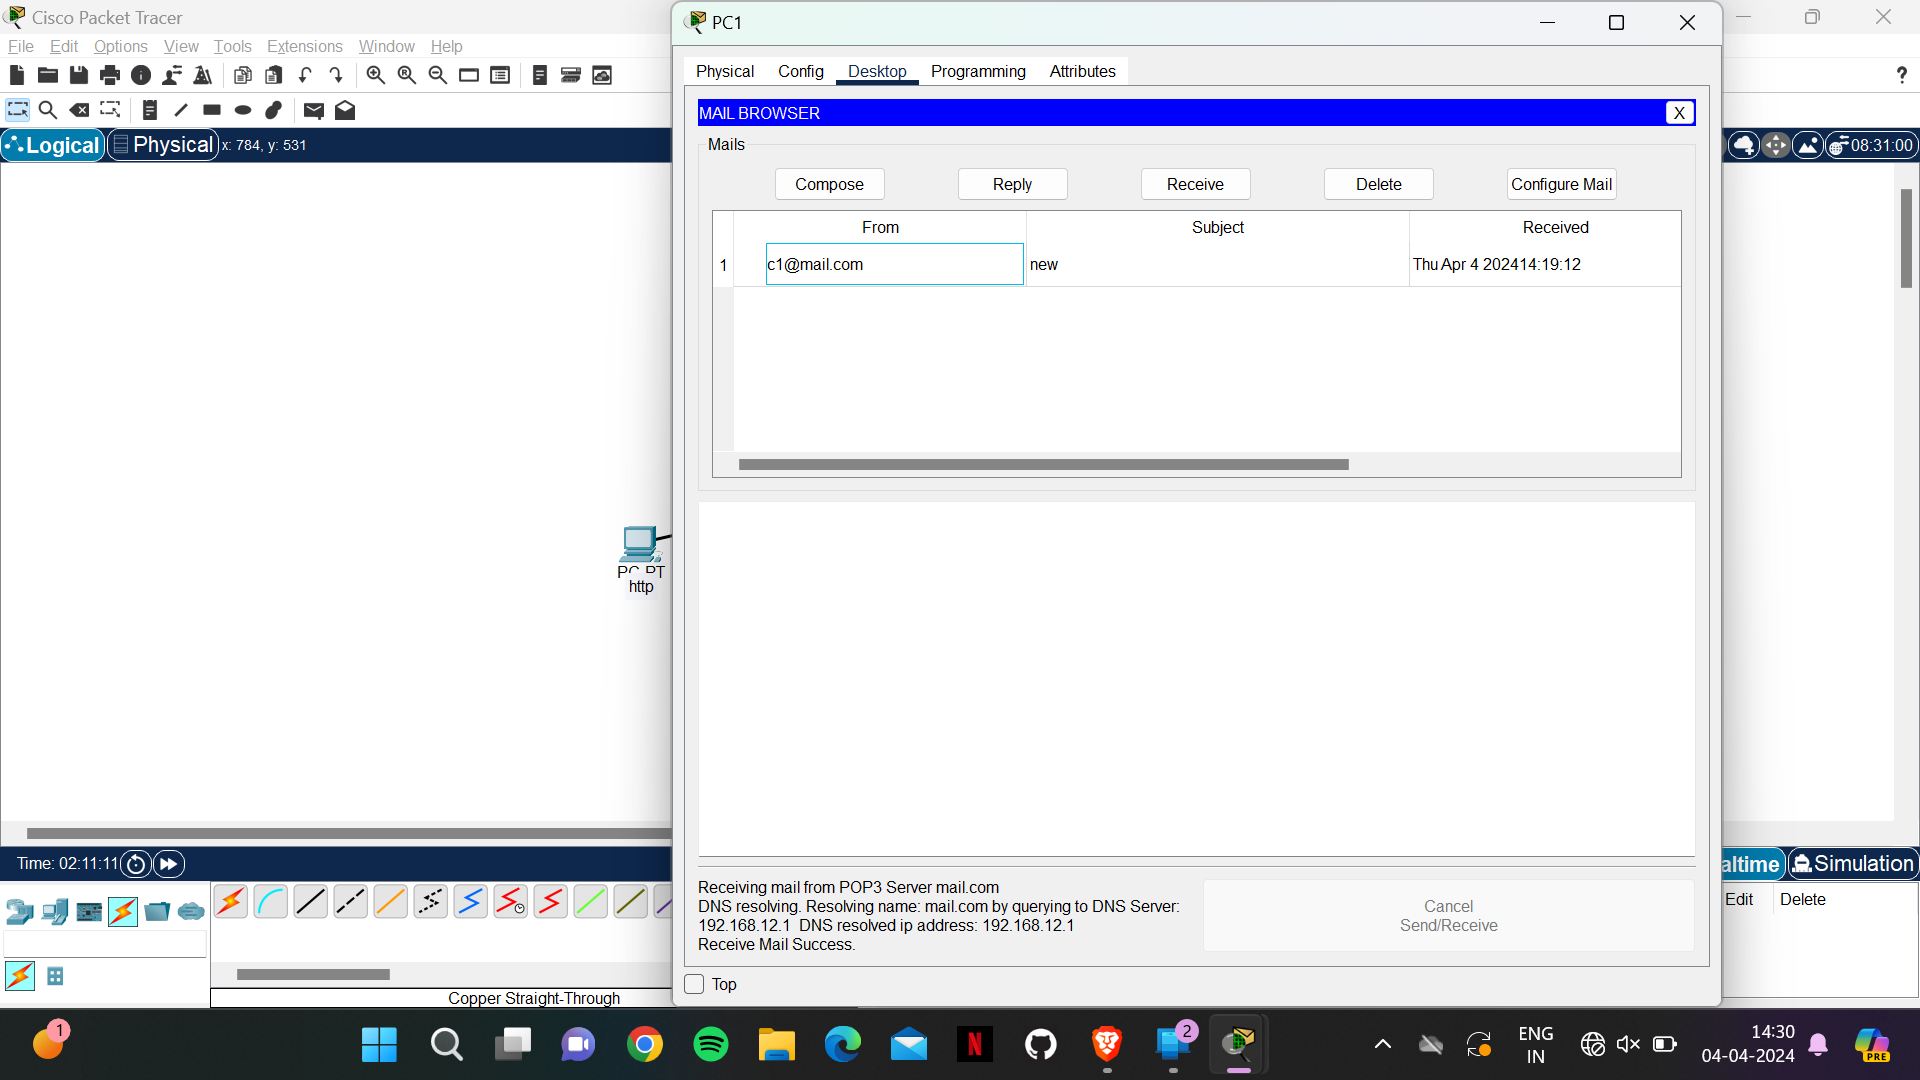 Cisco Packet Tracer
PC1
File Edit Options View Tools Extensions Window Help
Physical Config Desktop Programming Attributes
?
MAIL BROWSER
X
Logical Physical x: 784, y: 531
08:31:00
Mails
Compose Reply Receive Delete Configure Mail
From Subject Received
1 c1@mail.com new Thu Apr 4 202414:19:12
PC-PT
http
Time: 02:11:11
altime Simulation
Receiving mail from POP3 Server mail.com
DNS resolving. Resolving name: mail.com by querying to DNS Server:
192.168.12.1 DNS resolved ip address: 192.168.12.1
Receive Mail Success.
Cancel
Send/Receive
Edit Delete
Top
Copper Straight-Through
1
2
N
ENG
IN
14:30
04-04-2024
PRE